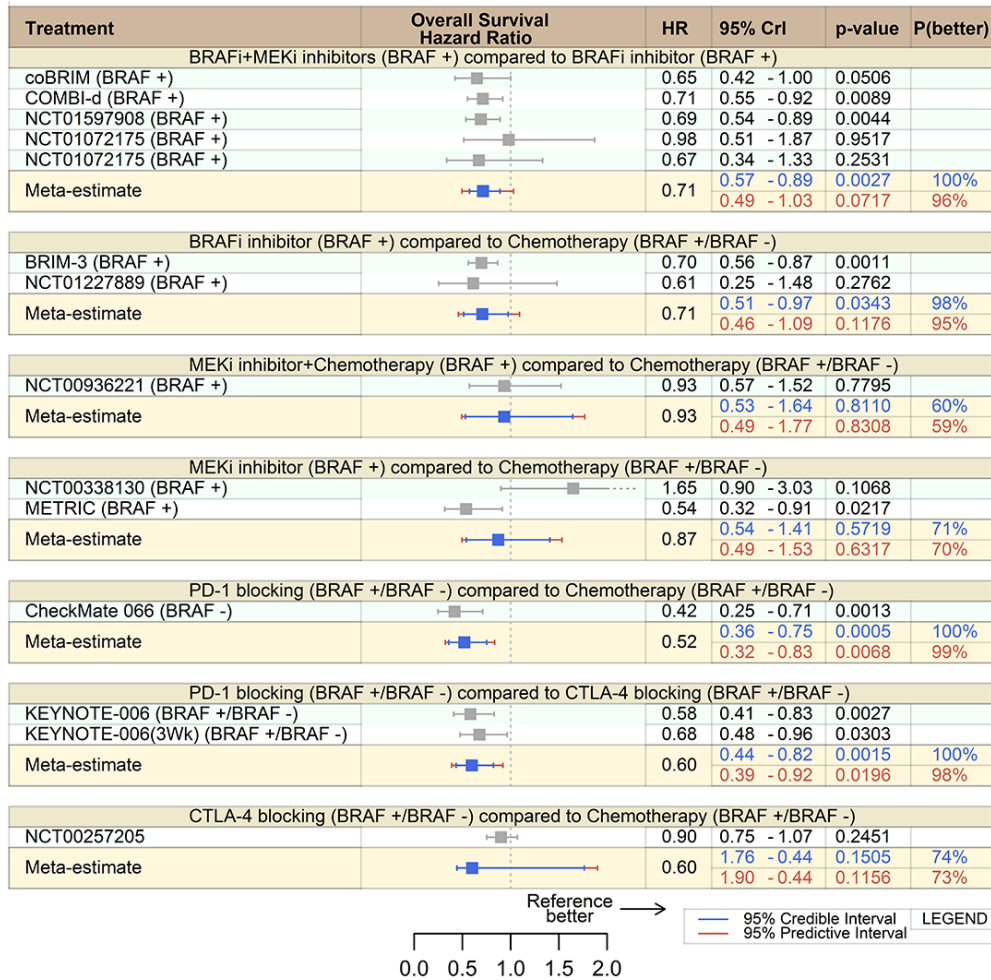 Treatment Overall Survival Hazard Ratio HR 95% CrI p-value P(better)
BRAFi+MEKi inhibitors (BRAF +) compared to BRAFi inhibitor (BRAF +)
coBRIM (BRAF +) 0.65 0.42 - 1.00 0.0506
COMBI-d (BRAF +) 0.71 0.55 - 0.92 0.0089
NCT01597908 (BRAF +) 0.69 0.54 - 0.89 0.0044
NCT01072175 (BRAF +) 0.98 0.51 - 1.87 0.9517
NCT01072175 (BRAF +) 0.67 0.34 - 1.33 0.2531
Meta-estimate 0.71 0.57 - 0.89 0.0027 100%
0.49 - 1.03 0.0717 96%
BRAFi inhibitor (BRAF +) compared to Chemotherapy (BRAF +/BRAF -)
BRIM-3 (BRAF +) 0.70 0.56 - 0.87 0.0011
NCT01227889 (BRAF +) 0.61 0.25 - 1.48 0.2762
Meta-estimate 0.71 0.51 - 0.97 0.0343 98%
0.46 - 1.09 0.1176 95%
MEKi inhibitor+Chemotherapy (BRAF +) compared to Chemotherapy (BRAF +/BRAF -)
NCT00936221 (BRAF +) 0.93 0.57 - 1.52 0.7795
Meta-estimate 0.93 0.53 - 1.64 0.8110 60%
0.49 - 1.77 0.8308 59%
MEKi inhibitor (BRAF +) compared to Chemotherapy (BRAF +/BRAF -)
NCT00338130 (BRAF +) 1.65 0.90 - 3.03 0.1068
METRIC (BRAF +) 0.54 0.32 - 0.91 0.0217
Meta-estimate 0.87 0.54 - 1.41 0.5719 71%
0.49 - 1.53 0.6317 70%
PD-1 blocking (BRAF +/BRAF -) compared to Chemotherapy (BRAF +/BRAF -)
CheckMate 066 (BRAF -) 0.42 0.25 - 0.71 0.0013
Meta-estimate 0.52 0.36 - 0.75 0.0005 100%
0.32 - 0.83 0.0068 99%
PD-1 blocking (BRAF +/BRAF -) compared to CTLA-4 blocking (BRAF +/BRAF -)
KEYNOTE-006 (BRAF +/BRAF -) 0.58 0.41 - 0.83 0.0027
KEYNOTE-006(3Wk) (BRAF +/BRAF -) 0.68 0.48 - 0.96 0.0303
Meta-estimate 0.60 0.44 - 0.82 0.0015 100%
0.39 - 0.92 0.0196 98%
CTLA-4 blocking (BRAF +/BRAF -) compared to Chemotherapy (BRAF +/BRAF -)
NCT00257205 0.90 0.75 - 1.07 0.2451
Meta-estimate 0.60 1.76 - 0.44 0.1505 74%
1.90 - 0.44 0.1156 73%
Reference better
95% Credible Interval LEGEND
95% Predictive Interval
0.0 0.5 1.0 1.5 2.0